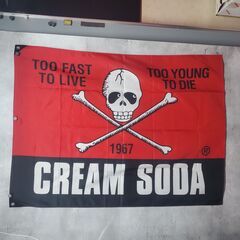 TOO FAST
TO LIVE
TOO YOUNG
TO DIE
1967
®
CREAM SODA